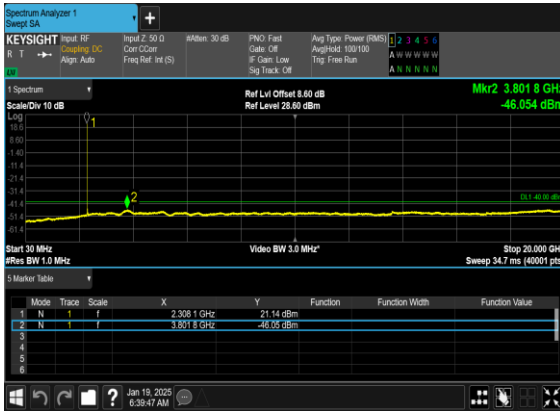 Spectrum Analyzer 1
Swept SA
+
KEYSIGHT Input: RF Input Z: 50 Ω #Atten: 30 dB PNO: Fast Avg Type: Power (RMS) 1 2 3 4 5 6
R T Coupling: DC Corr CCorr Gate: Off Avg|Hold: 100/100 A W W W W W
Align: Auto Freq Ref: Int (S) IF Gain: Low Trig: Free Run
Sig Track: Off A N N N N N
1 Spectrum Ref Lvl Offset 8.60 dB Mkr2 3.801 8 GHz
Scale/Div 10 dB Ref Level 28.60 dBm -46.054 dBm
Log
18.6
8.60
-1.40
-11.4
-21.4
-31.4
-41.4
-51.4
-61.4
1
2
DL1 -40.00 dBm
Start 30 MHz Video BW 3.0 MHz* Stop 20.000 GHz
#Res BW 1.0 MHz Sweep 34.7 ms (40001 pts)
5 Marker Table
Mode Trace Scale X Y Function Function Width Function Value
1 N 1 f 2.308 1 GHz 21.14 dBm
2 N 1 f 3.801 8 GHz -46.05 dBm
3
4
5
6
? Jan 19, 2025
6:39:47 AM